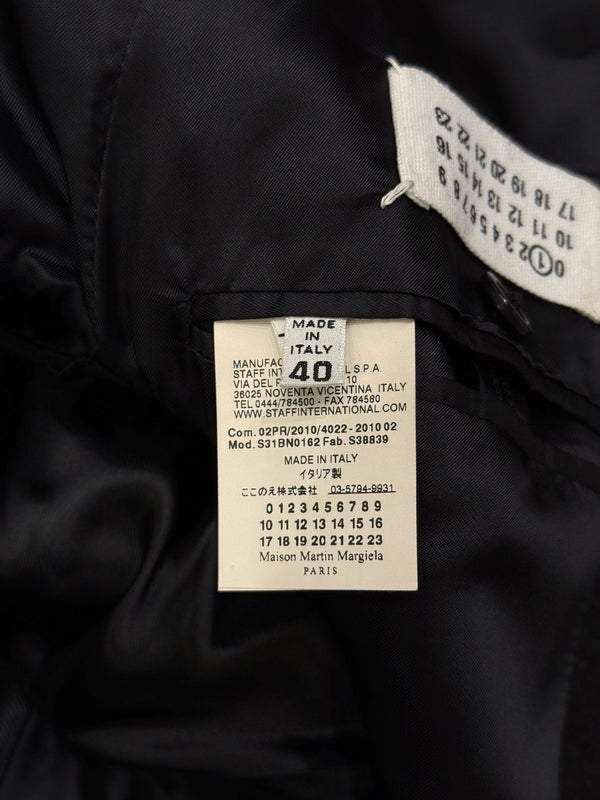 0 1 2 3 4 5 6 7 8 9
10 11 12 13 14 15 16
17 18 19 20 21 22 23
MADE
IN
ITALY
40
STAFF L S.P.A.
VIA DEL 10
36025 NOVENTA VICENTINA ITALY
TEL 0444/784500 - FAX 784580
WWW.STAFFINTERNATIONAL.COM
Com. 02PR/2010/4022 - 2010 02
Mod. S31BN0162 Fab. S38839
MADE IN ITALY
イタリア製
ここのえ株式会社 03-5794-9931
0 1 2 3 4 5 6 7 8 9
10 11 12 13 14 15 16
17 18 19 20 21 22 23
Maison Martin Margiela
PARIS